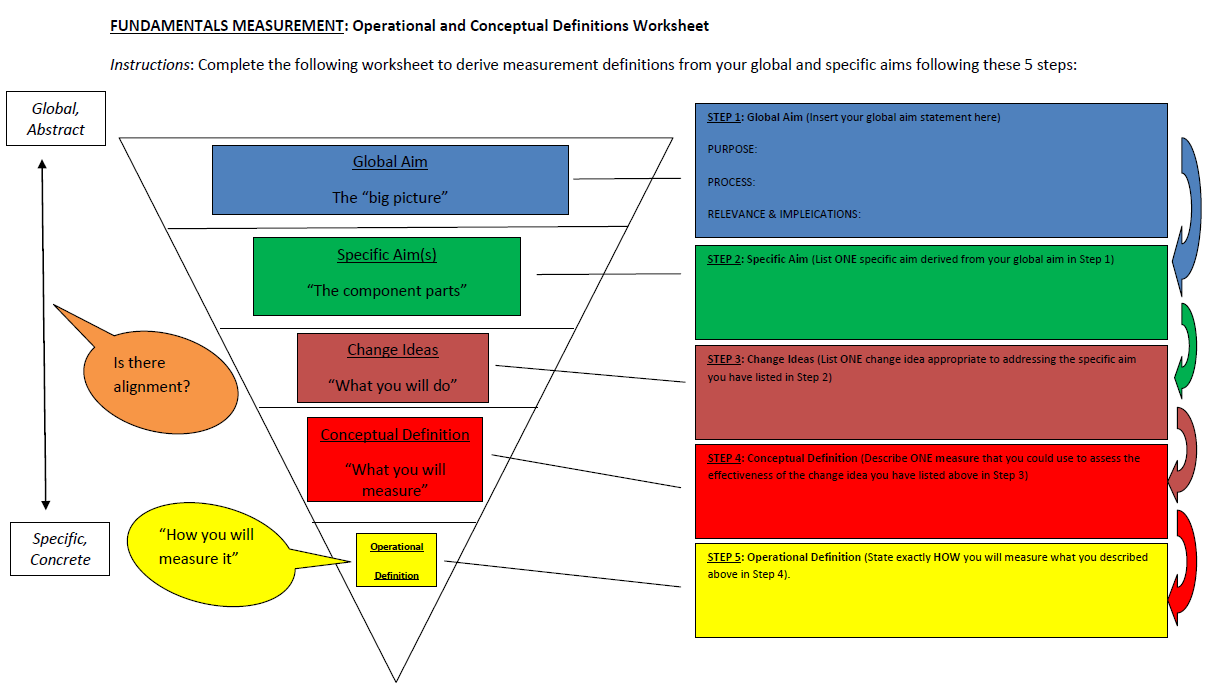 FUNDAMENTALS MEASUREMENT: Operational and Conceptual Definitions Worksheet
Instructions: Complete the following worksheet to derive measurement definitions from your global and specific aims following these 5 steps:
Global,
Abstract
Global Aim
The “big picture”
Specific Aim(s)
“The component parts”
Change Ideas
“What you will do”
Conceptual Definition
“What you will
measure”
Operational
Definition
Is there
alignment?
“How you will
measure it”
Specific,
Concrete
STEP 1: Global Aim (Insert your global aim statement here)
PURPOSE:
PROCESS:
RELEVANCE & IMPLEICATIONS:
STEP 2: Specific Aim (List ONE specific aim derived from your global aim in Step 1)
STEP 3: Change Ideas (List ONE change idea appropriate to addressing the specific aim
you have listed in Step 2)
STEP 4: Conceptual Definition (Describe ONE measure that you could use to assess the
effectiveness of the change idea you have listed above in Step 3)
STEP 5: Operational Definition (State exactly HOW you will measure what you described
above in Step 4).